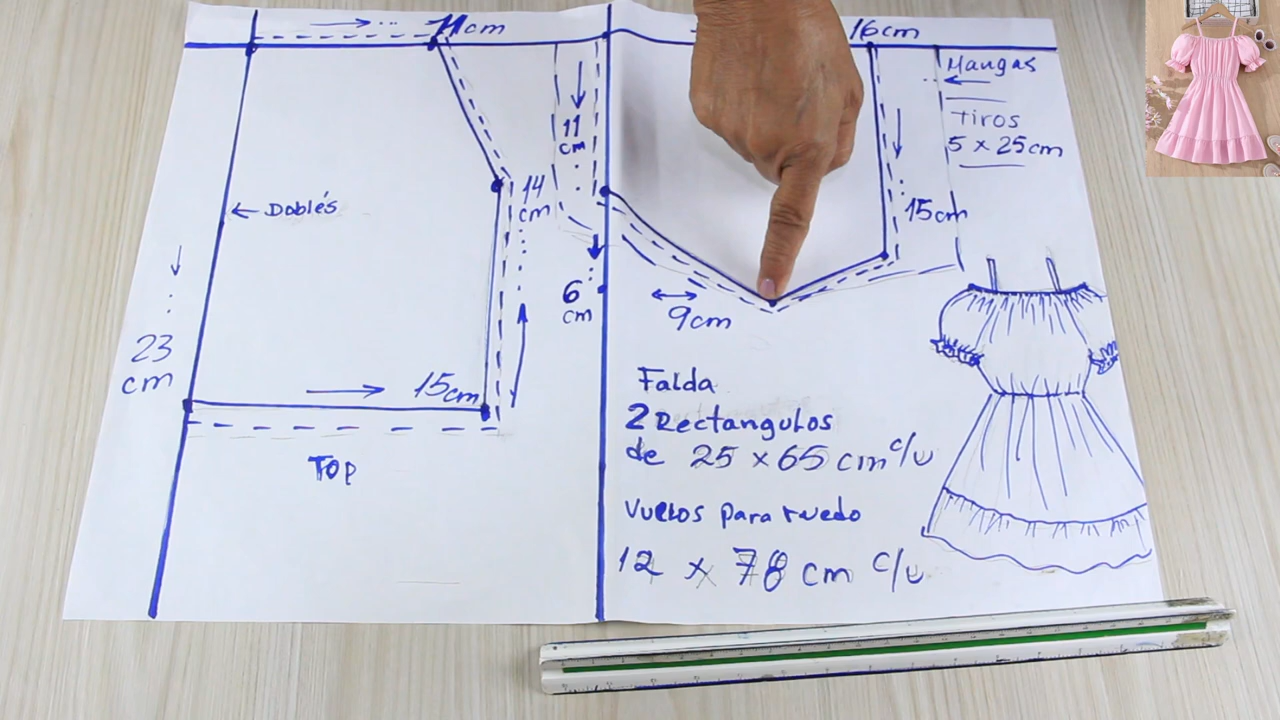 11cm
← Doblés
14
cm
23
cm
15cm
Top
11
cm
6
cm
9cm
16cm
15cm
Mangas
Tiros
5 x 25cm
Falda
2 Rectangulos
de 25 x 65 cm c/u
Vuelos para ruedo
12 x 78 cm c/u